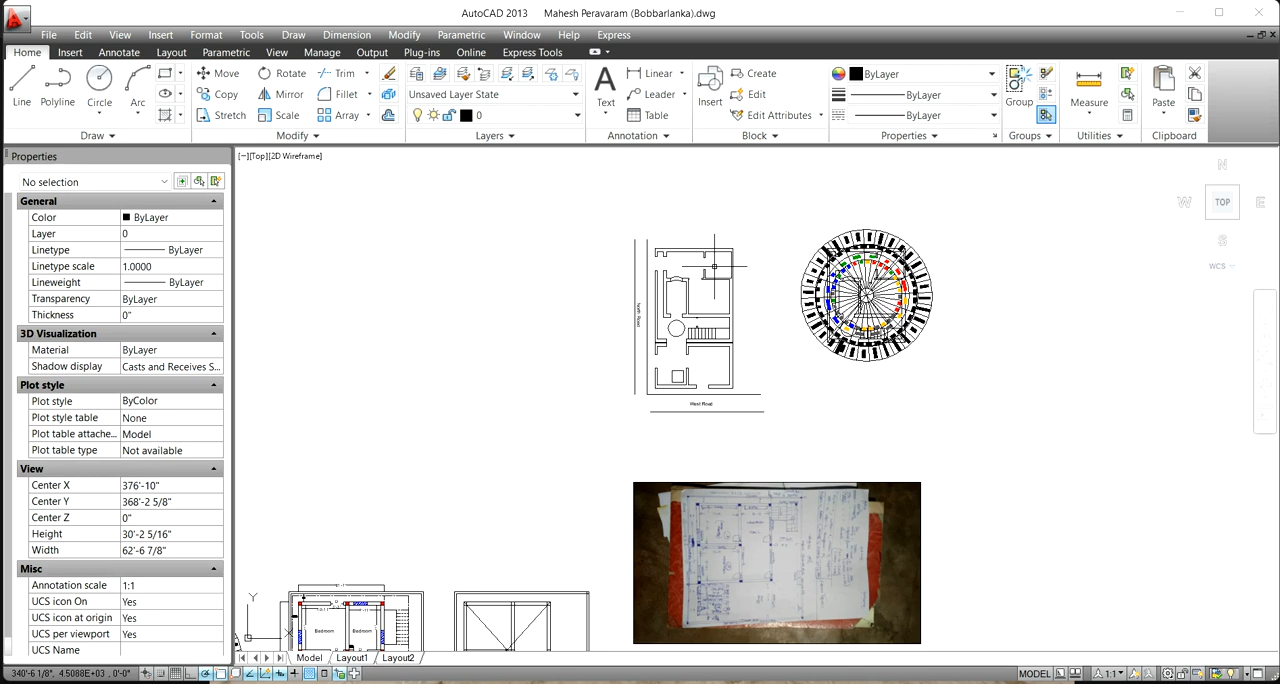 AutoCAD 2013 Mahesh Peravaram (Bobbarlanka).dwg
File Edit View Insert Format Tools Draw Dimension Modify Parametric Window Help Express
Home Insert Annotate Layout Parametric View Manage Output Plug-ins Online Express Tools
Line Polyline Circle Arc
Draw
Move Rotate Trim
Copy Mirror Fillet
Stretch Scale Array
Modify
Unsaved Layer State
0
Layers
Text
Linear
Leader
Table
Annotation
Insert
Create
Edit
Edit Attributes
Block
ByLayer
ByLayer
ByLayer
Properties
Group
Groups
Measure
Utilities
Paste
Clipboard
Properties
No selection
General
Color ByLayer
Layer 0
Linetype ByLayer
Linetype scale 1.0000
Lineweight ByLayer
Transparency ByLayer
Thickness 0"
3D Visualization
Material ByLayer
Shadow display Casts and Receives S...
Plot style
Plot style ByColor
Plot style table None
Plot table attache... Model
Plot table type Not available
View
Center X 376'-10"
Center Y 368'-2 5/8"
Center Z 0"
Height 30'-2 5/16"
Width 62'-6 7/8"
Misc
Annotation scale 1:1
UCS icon On Yes
UCS icon at origin Yes
UCS per viewport Yes
UCS Name
[−][Top][2D Wireframe]
N
W TOP E
S
WCS
North Road
West Road
Y
X
Bedroom Bedroom
Model Layout1 Layout2
340'-6 1/8", 4.5088E+03 , 0'-0" MODEL 1:1